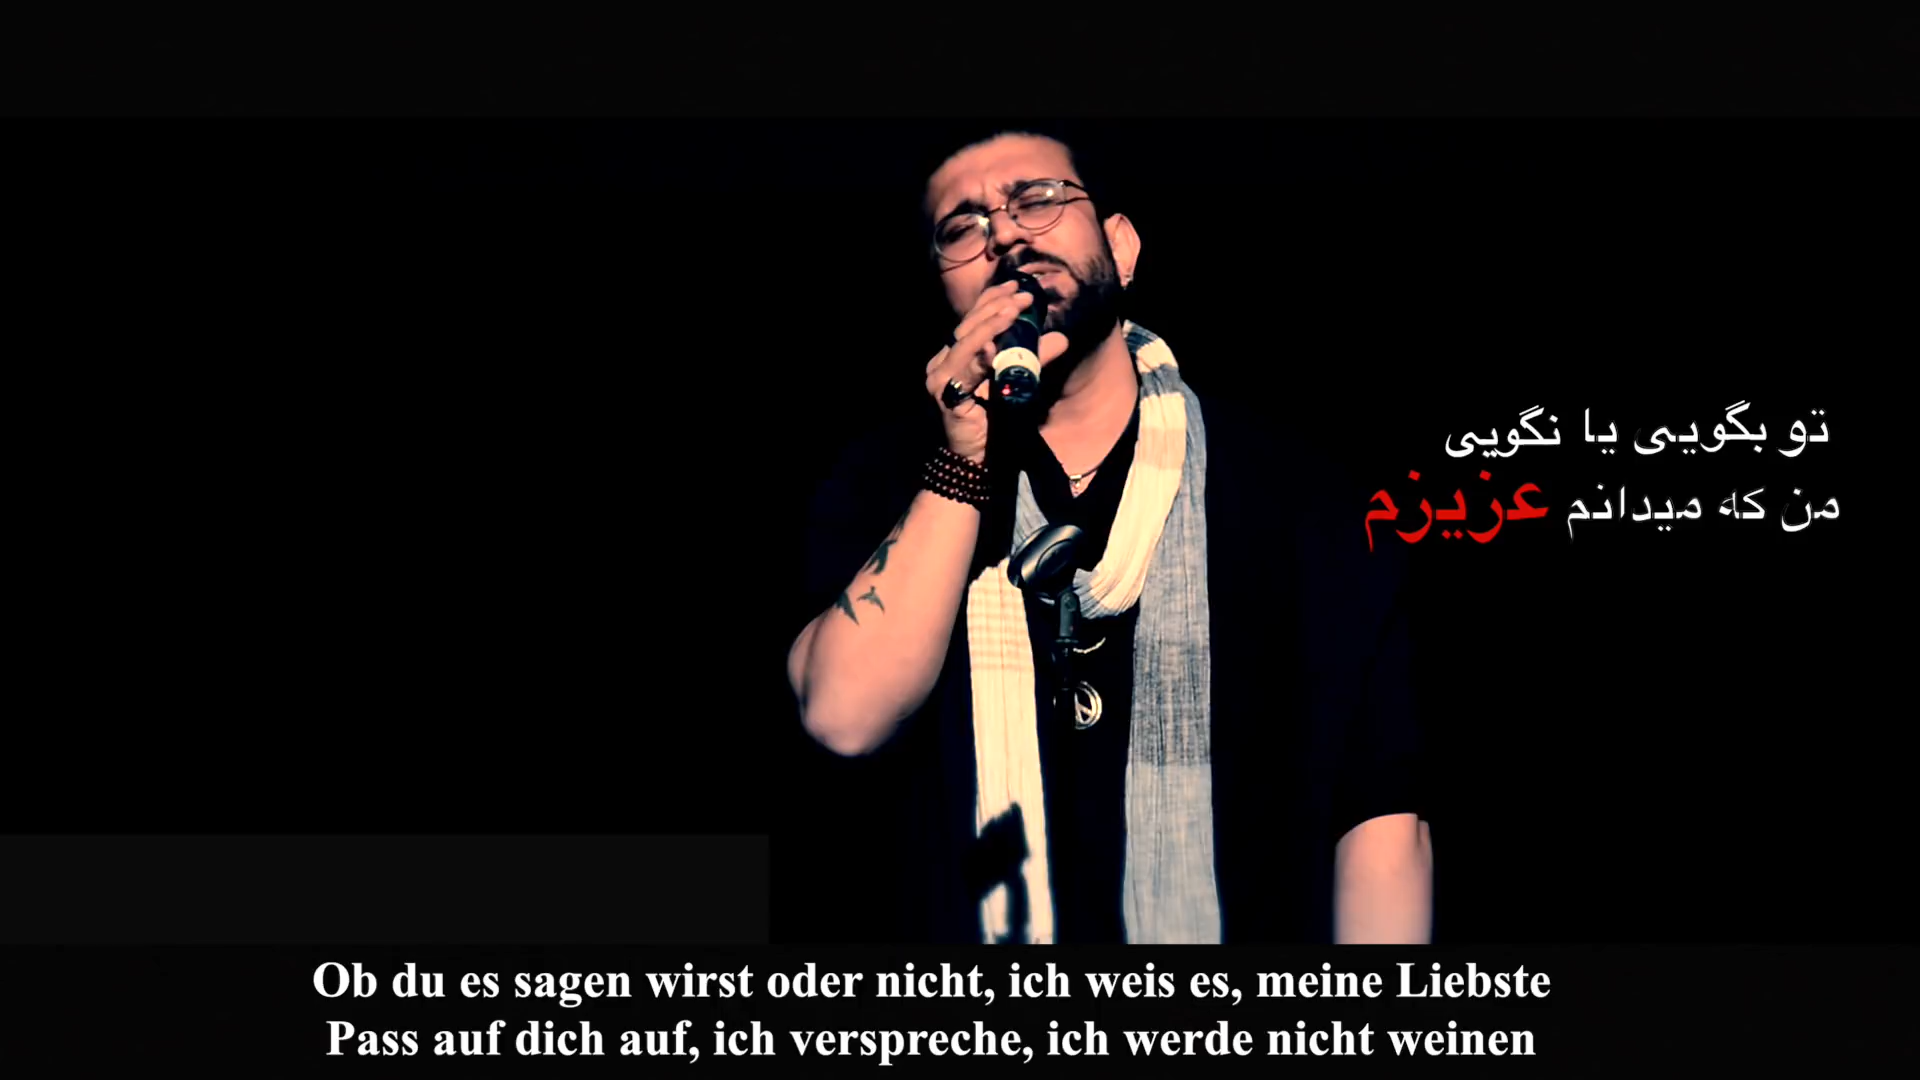 تو بگویی یا نگویی
من که میدانم عزیزم
Ob du es sagen wirst oder nicht, ich weis es, meine Liebste
Pass auf dich auf, ich verspreche, ich werde nicht weinen